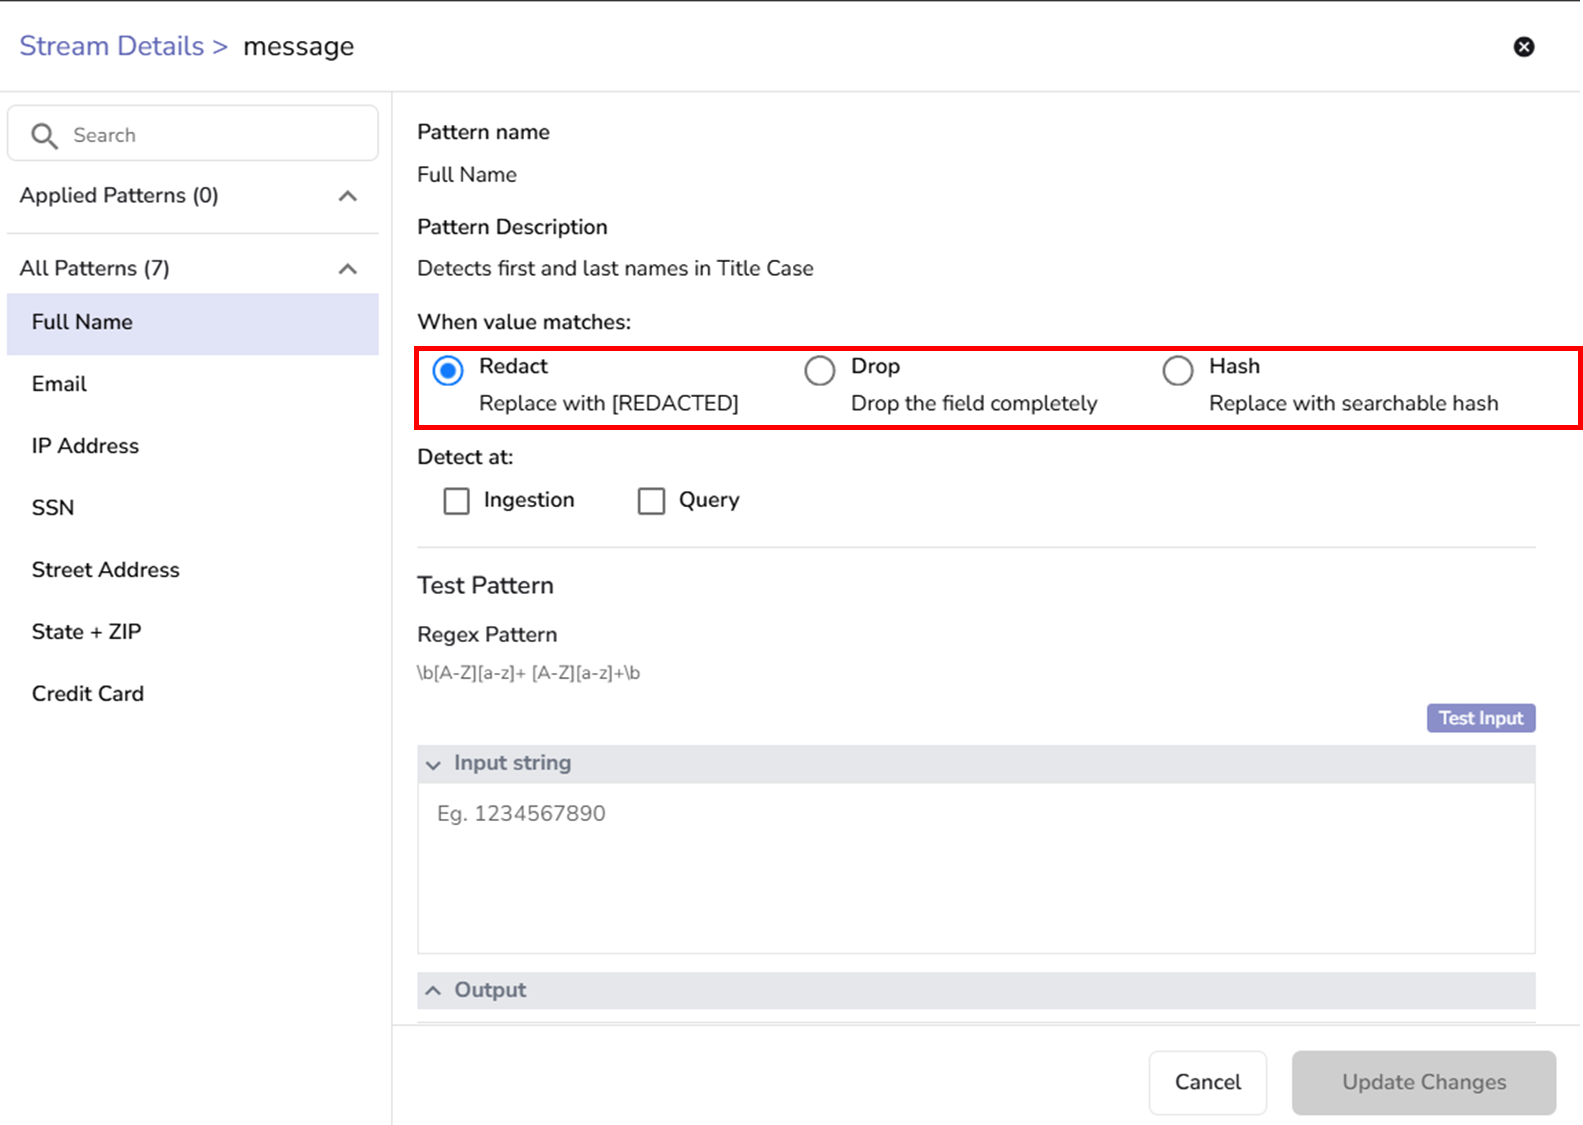 Stream Details > message
Search
Applied Patterns (0)
All Patterns (7)
Full Name
Email
IP Address
SSN
Street Address
State + ZIP
Credit Card
Pattern name
Full Name
Pattern Description
Detects first and last names in Title Case
When value matches:
Redact
Replace with [REDACTED]
Drop
Drop the field completely
Hash
Replace with searchable hash
Detect at:
Ingestion
Query
Test Pattern
Regex Pattern
\b[A-Z][a-z]+ [A-Z][a-z]+\b
Test Input
Input string
Eg. 1234567890
Output
Cancel
Update Changes